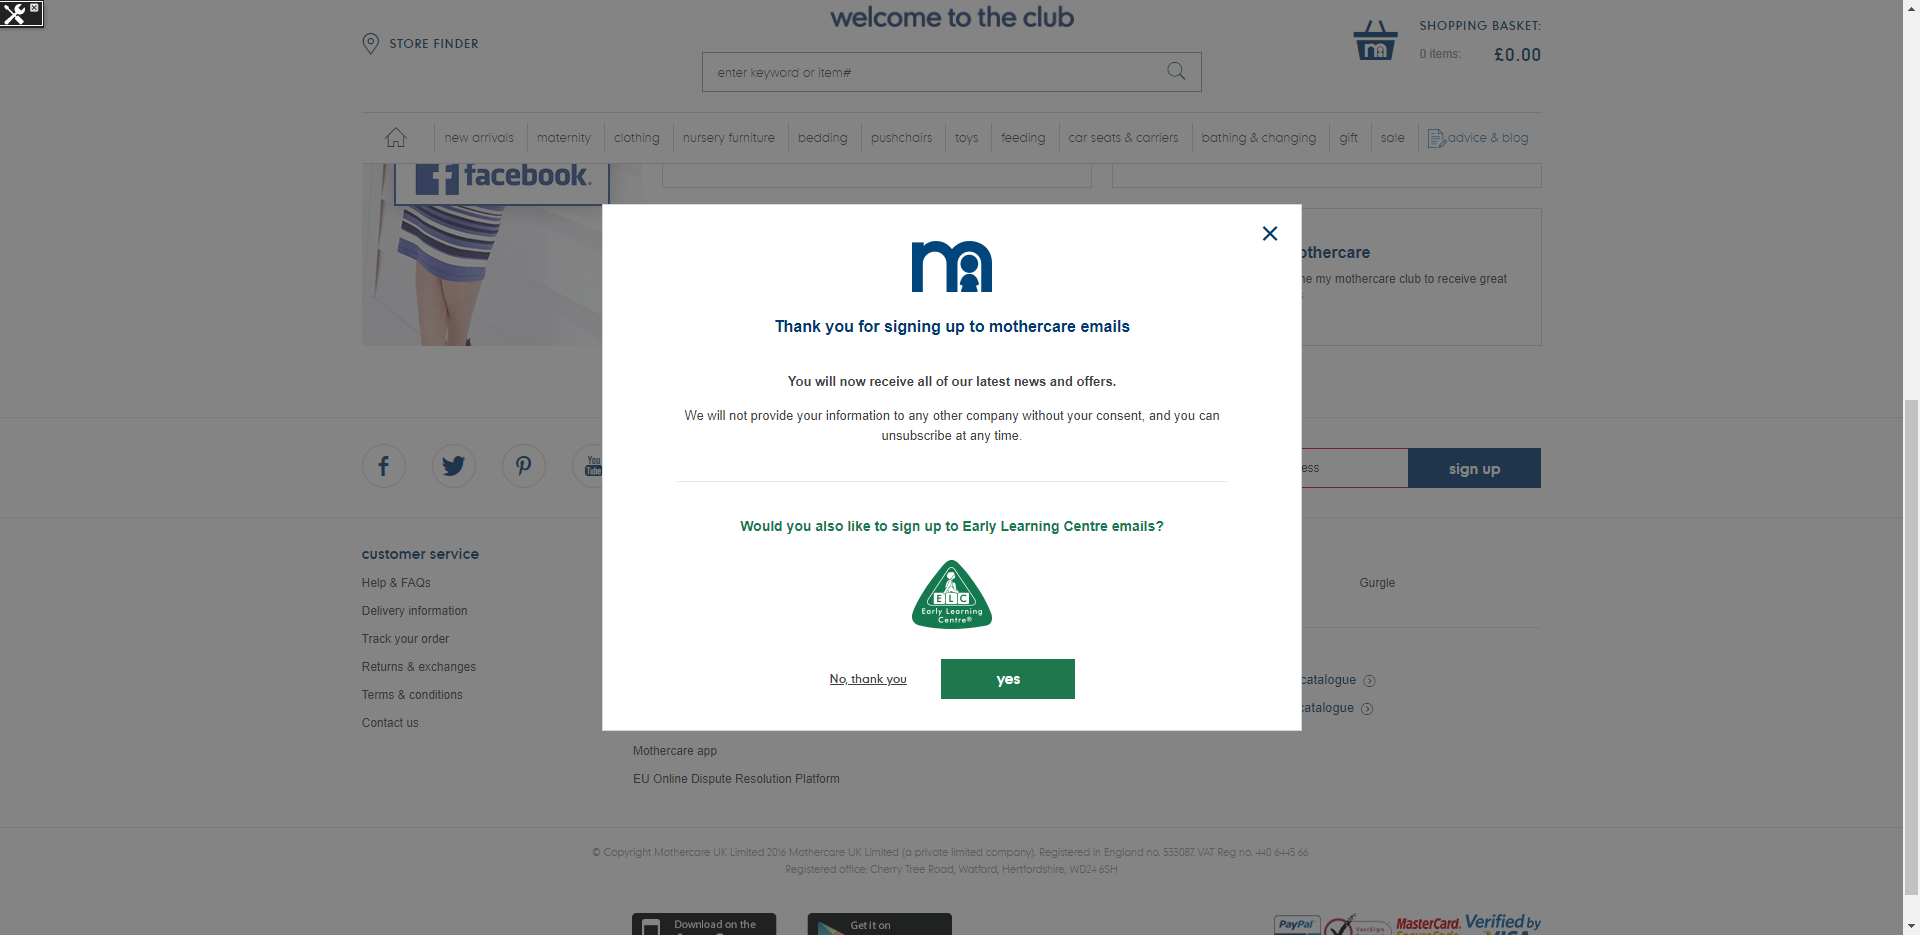 welcome to the club
STORE FINDER
enter keyword or item#
SHOPPING BASKET:
0 items: £0.00
new arrivals maternity clothing nursery furniture bedding pushchairs toys feeding car seats & carriers bathing & changing gift sale advice & blog
facebook.
Thank you for signing up to mothercare emails
You will now receive all of our latest news and offers.
We will not provide your information to any other company without your consent, and you can
unsubscribe at any time.
Would you also like to sign up to Early Learning Centre emails?
ELC
Early Learning
Centre®
No, thank you
yes
othercare
ne my mothercare club to receive great
You
Tube
ess
sign up
customer service
Help & FAQs
Delivery information
Track your order
Returns & exchanges
Terms & conditions
Contact us
Mothercare app
EU Online Dispute Resolution Platform
Gurgle
catalogue
catalogue
© Copyright Mothercare UK Limited 2016 Mothercare UK Limited (a private limited company). Registered in England no. 533087. VAT Reg no. 440 6445 66
Registered office: Cherry Tree Road, Watford, Hertfordshire, WD24 6SH
Download on the
Get it on
PayPal
VeriSign
MasterCard.
SecureCode
Verified by
VISA